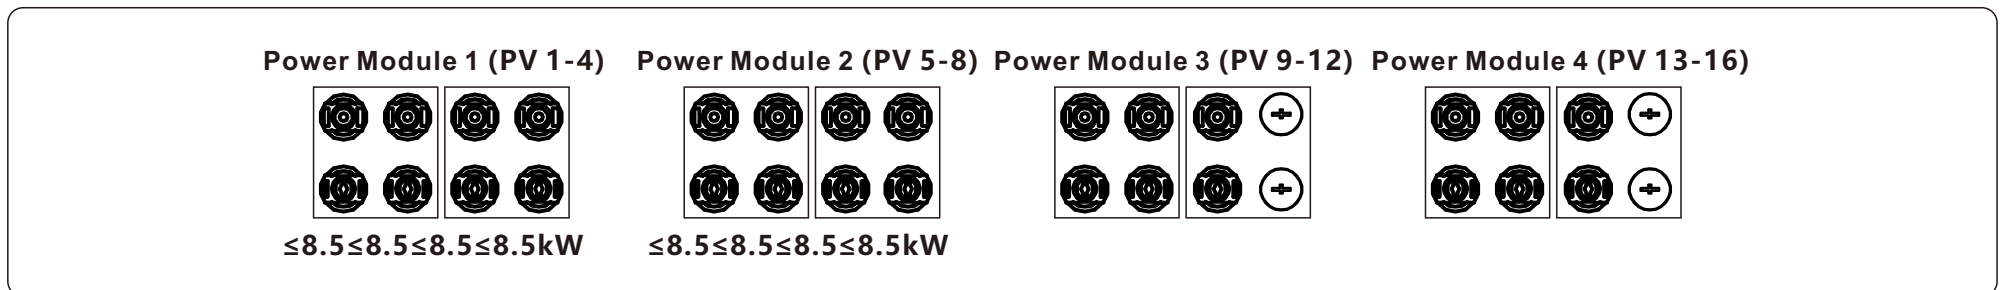 Power Module 1 (PV 1-4) Power Module 2 (PV 5-8) Power Module 3 (PV 9-12) Power Module 4 (PV 13-16)
≤8.5≤8.5≤8.5≤8.5kW ≤8.5≤8.5≤8.5≤8.5kW